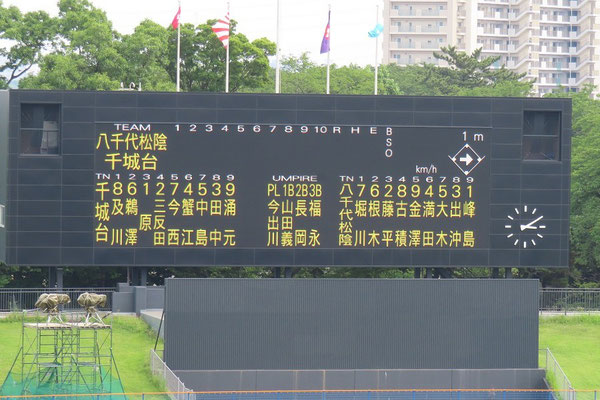 TEAM 1 2 3 4 5 6 7 8 9 10 R H E
八千代松陰
千城台
B
S
O
1 m
km/h
TN 1 2 3 4 5 6 7 8 9
千城台
8 6 1 2 7 4 5 3 9
及川 鵜澤 原 三反田 今西 蟹江 中島 田中 涌元
UMPIRE
PL 1B 2B 3B
今出川 山田義 長岡 福永
TN 1 2 3 4 5 6 7 8 9
八千代松陰
7 6 2 8 9 4 5 3 1
堀川 根木 藤平 古積 金澤 満田 大木 出沖 峰島